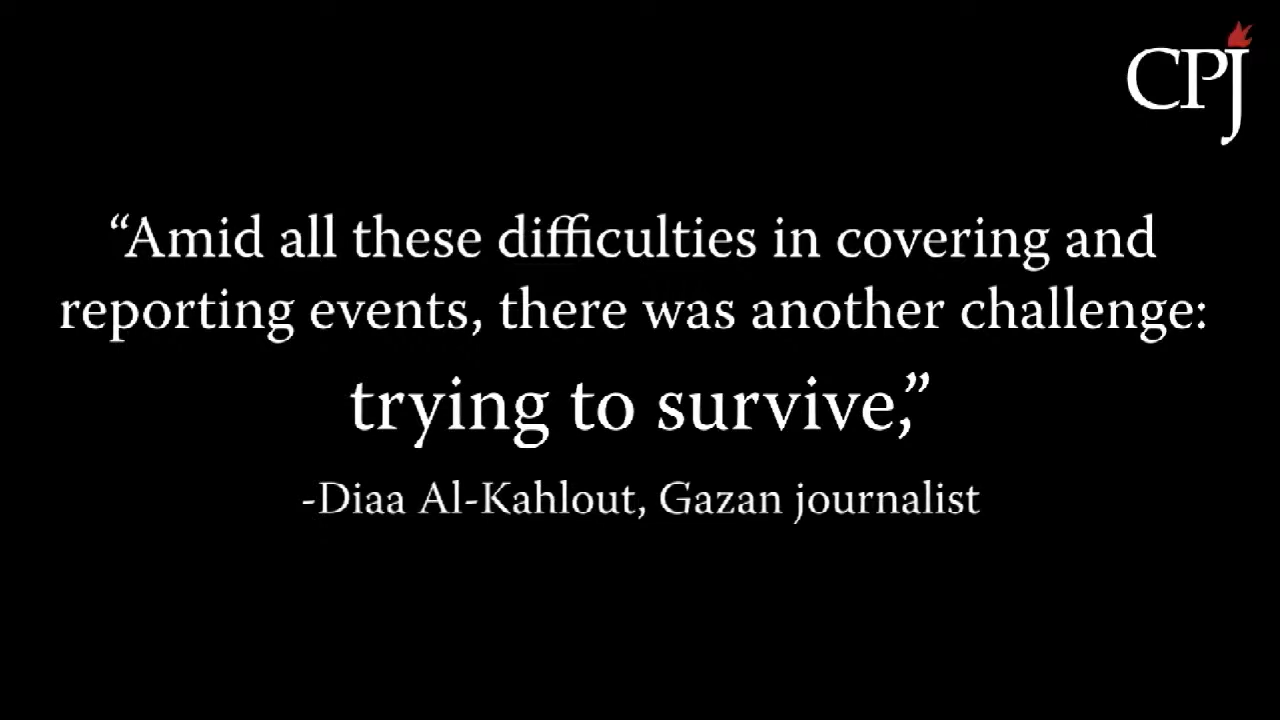 CPJ
“Amid all these difficulties in covering and
reporting events, there was another challenge:
trying to survive,”
-Diaa Al-Kahlout, Gazan journalist